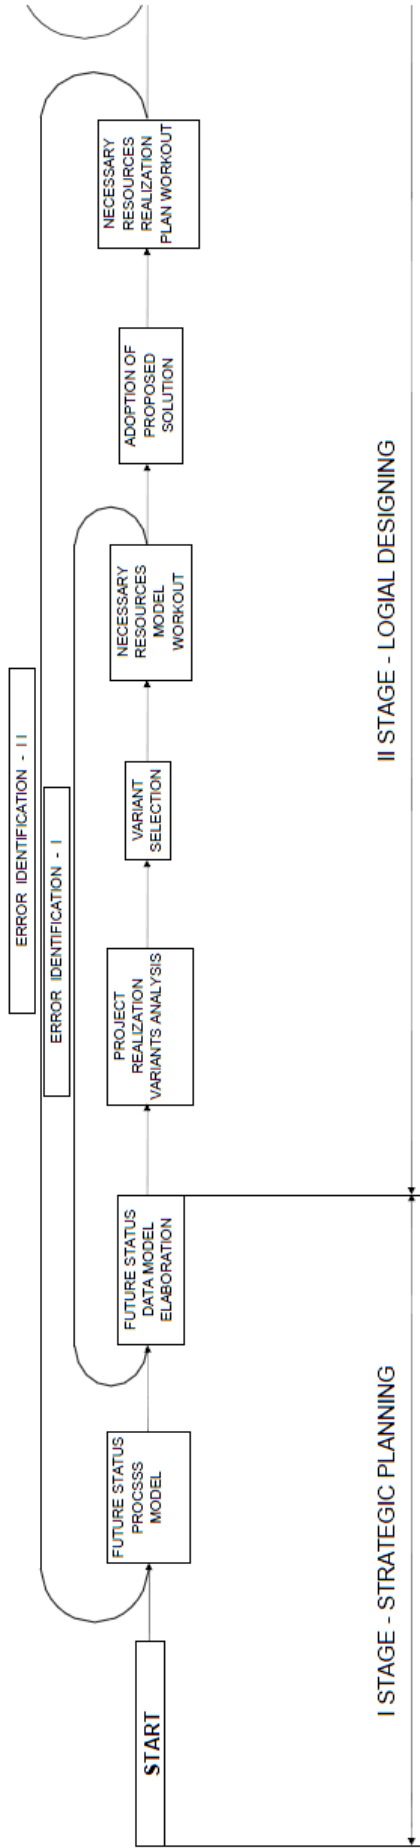 ERROR IDENTIFICATION - II
ERROR IDENTIFICATION - I
START
FUTURE STATUS
PROCSSS
MODEL
FUTURE STATUS
DATA MODEL
ELABORATION
PROJECT
REALIZATION
VARIANTS ANALYSIS
VARIANT
SELECTION
NECESSARY
RESOURCES
MODEL
WORKOUT
ADOPTION OF
PROPOSED
SOLUTION
NECESSARY
RESOURCES
REALIZATION
PLAN WORKOUT
I STAGE - STRATEGIC PLANNING
II STAGE - LOGIAL DESIGNING